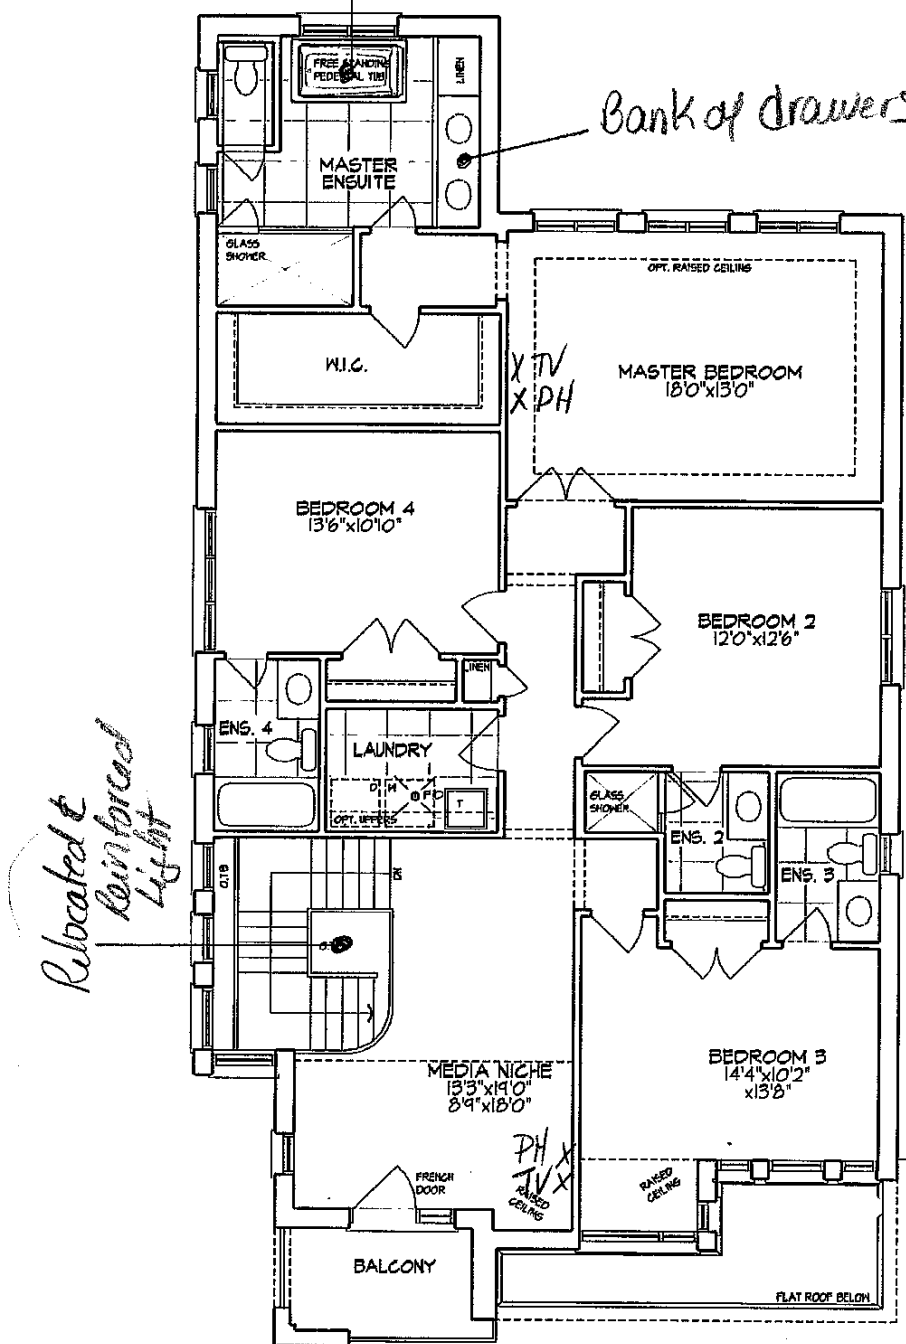 FREE STANDING
PEDESTAL TUB
LINEN
Bank of drawers
MASTER
ENSUITE
GLASS
SHOWER
OPT. RAISED CEILING
W.I.C.
X TV
X PH
MASTER BEDROOM
18'0"x13'0"
BEDROOM 4
13'6"x10'10"
BEDROOM 2
12'0"x12'6"
LINEN
ENS. 4
LAUNDRY
D
W
FD
T
OPT. UPPERS
GLASS
SHOWER
ENS. 2
ENS. 3
Relocated &
Reinforced
Light
DN
BEDROOM 3
14'4"x10'2"
x13'8"
MEDIA NICHE
13'3"x19'0"
8'9"x18'0"
PH X
TV X
RAISED
CEILING
RAISED
CEILING
FRENCH
DOOR
BALCONY
FLAT ROOF BELOW